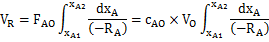 V_R = F_AO ∫_{x_A1}^{x_A2} dx_A / (−R_A) = c_AO × V_O ∫_{x_A1}^{x_A2} dx_A / (−R_A)